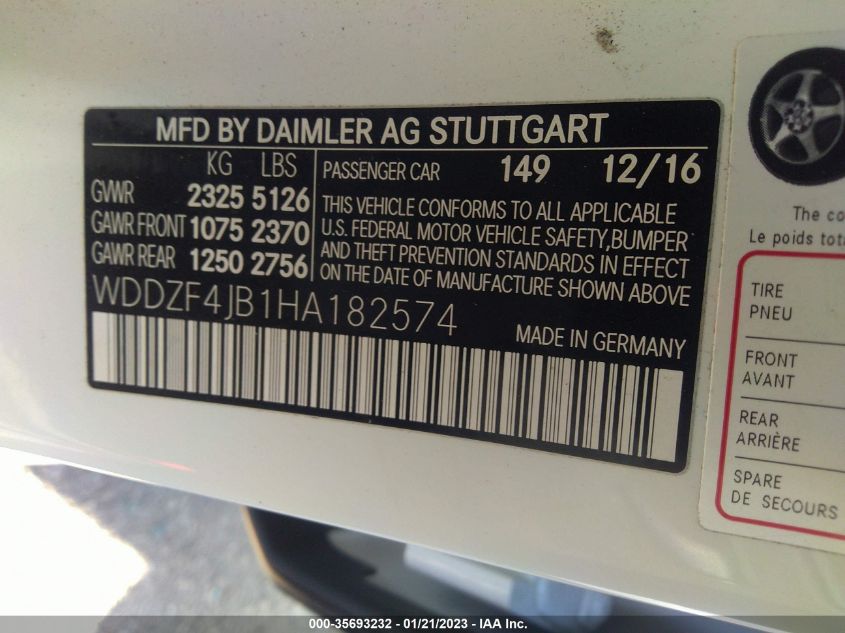 MFD BY DAIMLER AG STUTTGART
KG LBS
GVWR 2325 5126
GAWR FRONT 1075 2370
GAWR REAR 1250 2756
PASSENGER CAR 149 12/16
THIS VEHICLE CONFORMS TO ALL APPLICABLE
U.S. FEDERAL MOTOR VEHICLE SAFETY,BUMPER
AND THEFT PREVENTION STANDARDS IN EFFECT
ON THE DATE OF MANUFACTURE SHOWN ABOVE
WDDZF4JB1HA182574
MADE IN GERMANY
The co
Le poids tot
TIRE
PNEU
FRONT
AVANT
REAR
ARRIÈRE
SPARE
DE SECOURS
000-35693232 - 01/21/2023 - IAA Inc.